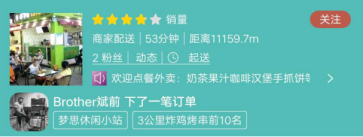 销量
关注
商家配送 | 53分钟 | 距离11159.7m
2 粉丝 | 动态 | 起送
欢迎点餐外卖：奶茶果汁咖啡汉堡手抓饼等
Brother斌前 下了一笔订单
梦思休闲小站 3公里炸鸡烤串前10名